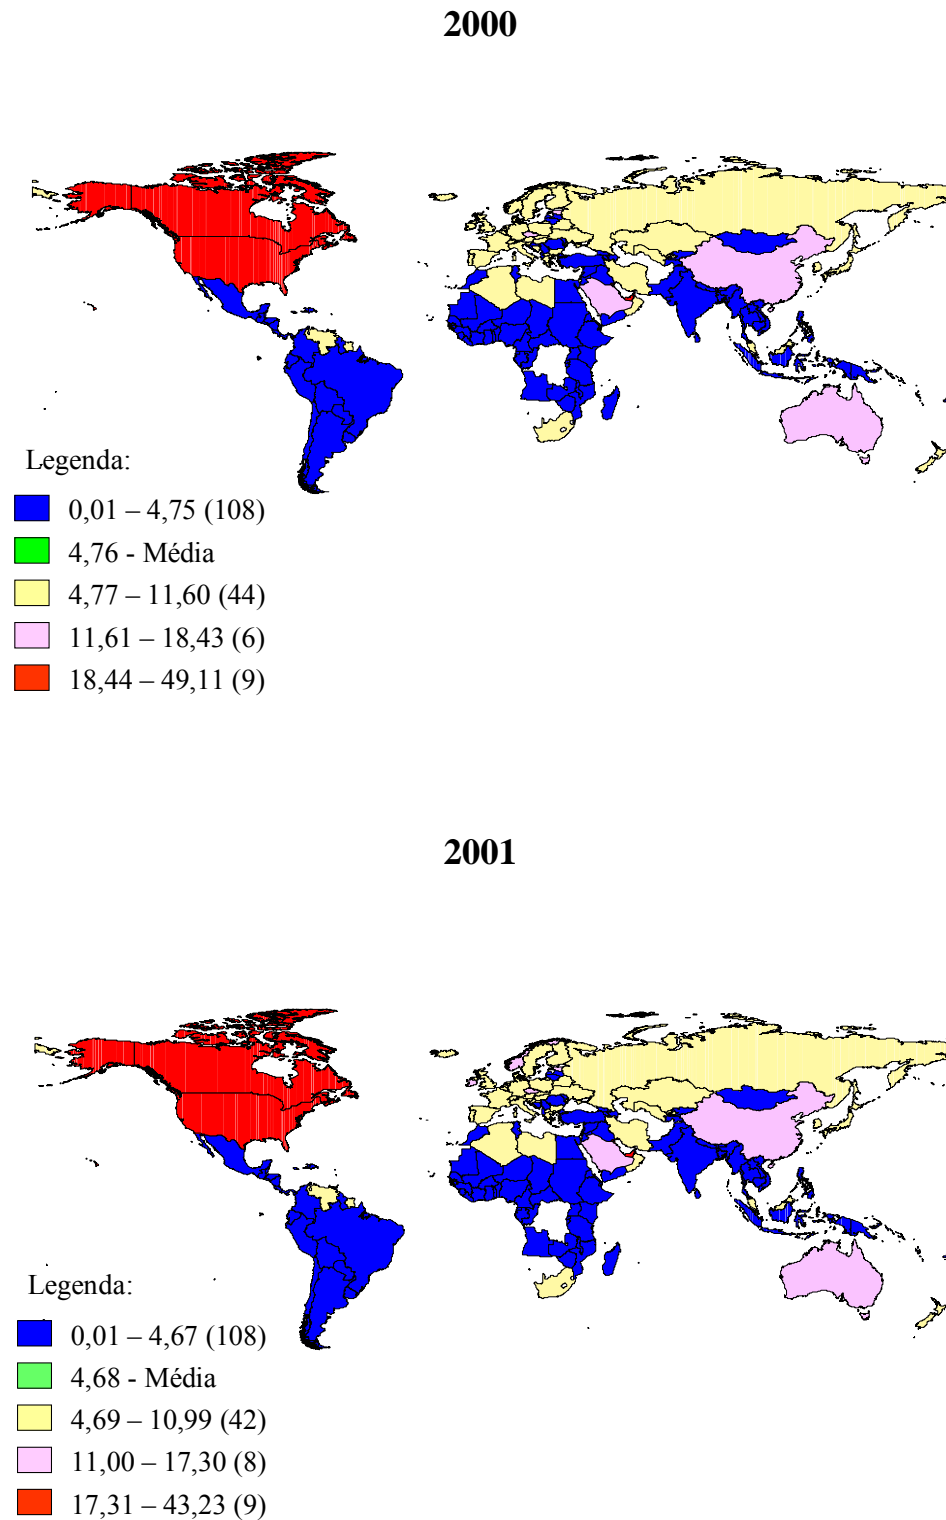 2000
Legenda:
0,01 – 4,75 (108)
4,76 - Média
4,77 – 11,60 (44)
11,61 – 18,43 (6)
18,44 – 49,11 (9)
2001
Legenda:
0,01 – 4,67 (108)
4,68 - Média
4,69 – 10,99 (42)
11,00 – 17,30 (8)
17,31 – 43,23 (9)